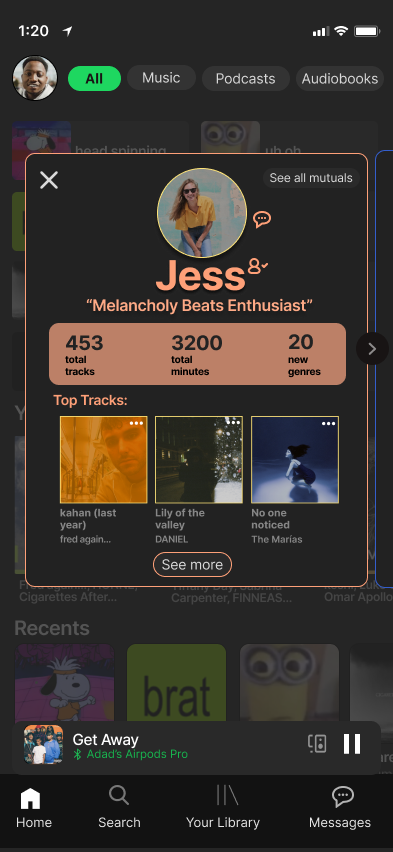 1:20
All
Music
Podcasts
Audiobooks
head spinning
uh oh
See all mutuals
Jess
“Melancholy Beats Enthusiast”
453
total
tracks
3200
total
minutes
20
new
genres
Top Tracks:
kahan (last
year)
fred again...
Lily of the
valley
DANIEL
No one
noticed
The Marías
See more
Cigarettes After...
Carpenter, FINNEAS...
Omar Apollo
Recents
brat
Get Away
Adad's Airpods Pro
Home
Search
Your Library
Messages